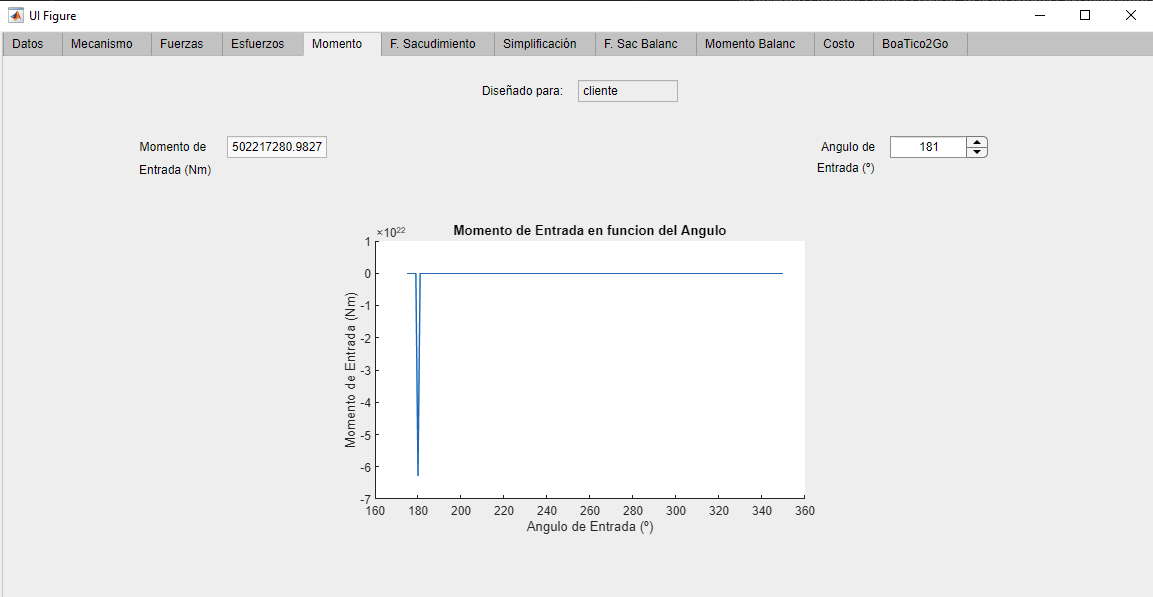 UI Figure
Datos Mecanismo Fuerzas Esfuerzos Momento F. Sacudimiento Simplificación F. Sac Balanc Momento Balanc Costo BoaTico2Go
Diseñado para: cliente
Momento de Entrada (Nm) 502217280.9827
Angulo de Entrada (º) 181
Momento de Entrada en funcion del Angulo
×10²²
1
0
-1
-2
-3
-4
-5
-6
-7
Momento de Entrada (Nm)
160 180 200 220 240 260 280 300 320 340 360
Angulo de Entrada (º)